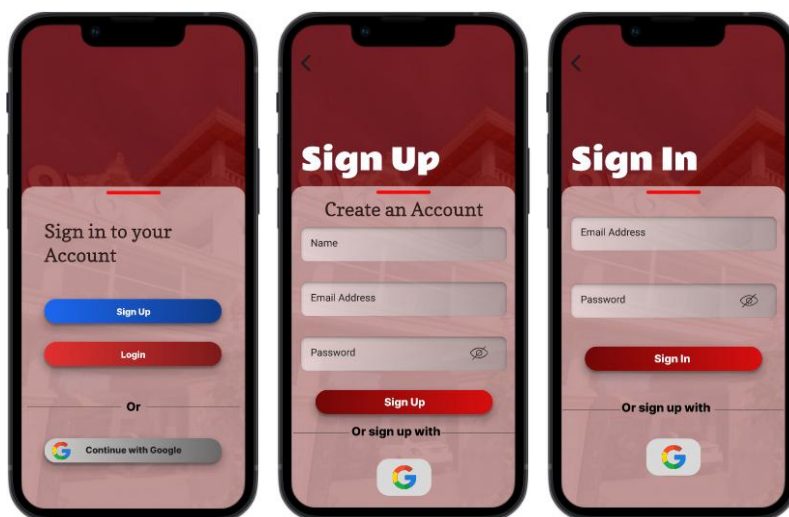 Sign in to your
Account
Sign Up
Login
Or
Continue with Google
Sign Up
Create an Account
Name
Email Address
Password
Sign Up
Or sign up with
Sign In
Email Address
Password
Sign In
Or sign up with